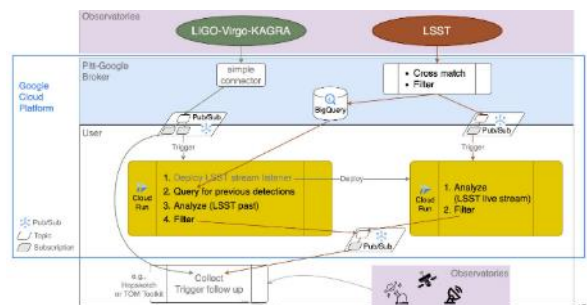 Observatories
LIGO-Virgo-KAGRA
LSST
Pitt-Google
Broker
simple
connector
• Cross match
• Filter
Google
Cloud
Platform
BigQuery
Pub/Sub
Pub/Sub
User
Trigger
Trigger
1. Deploy LSST stream listener
2. Query for previous detections
3. Analyze (LSST past)
4. Filter
Cloud
Run
Deploy
Cloud
Run
1. Analyze
(LSST live stream)
2. Filter
Pub/Sub
Topic
Subscription
Pub/Sub
e.g.,
Hopskotch
or TOM Toolkit
Collect
Trigger follow up
Observatories